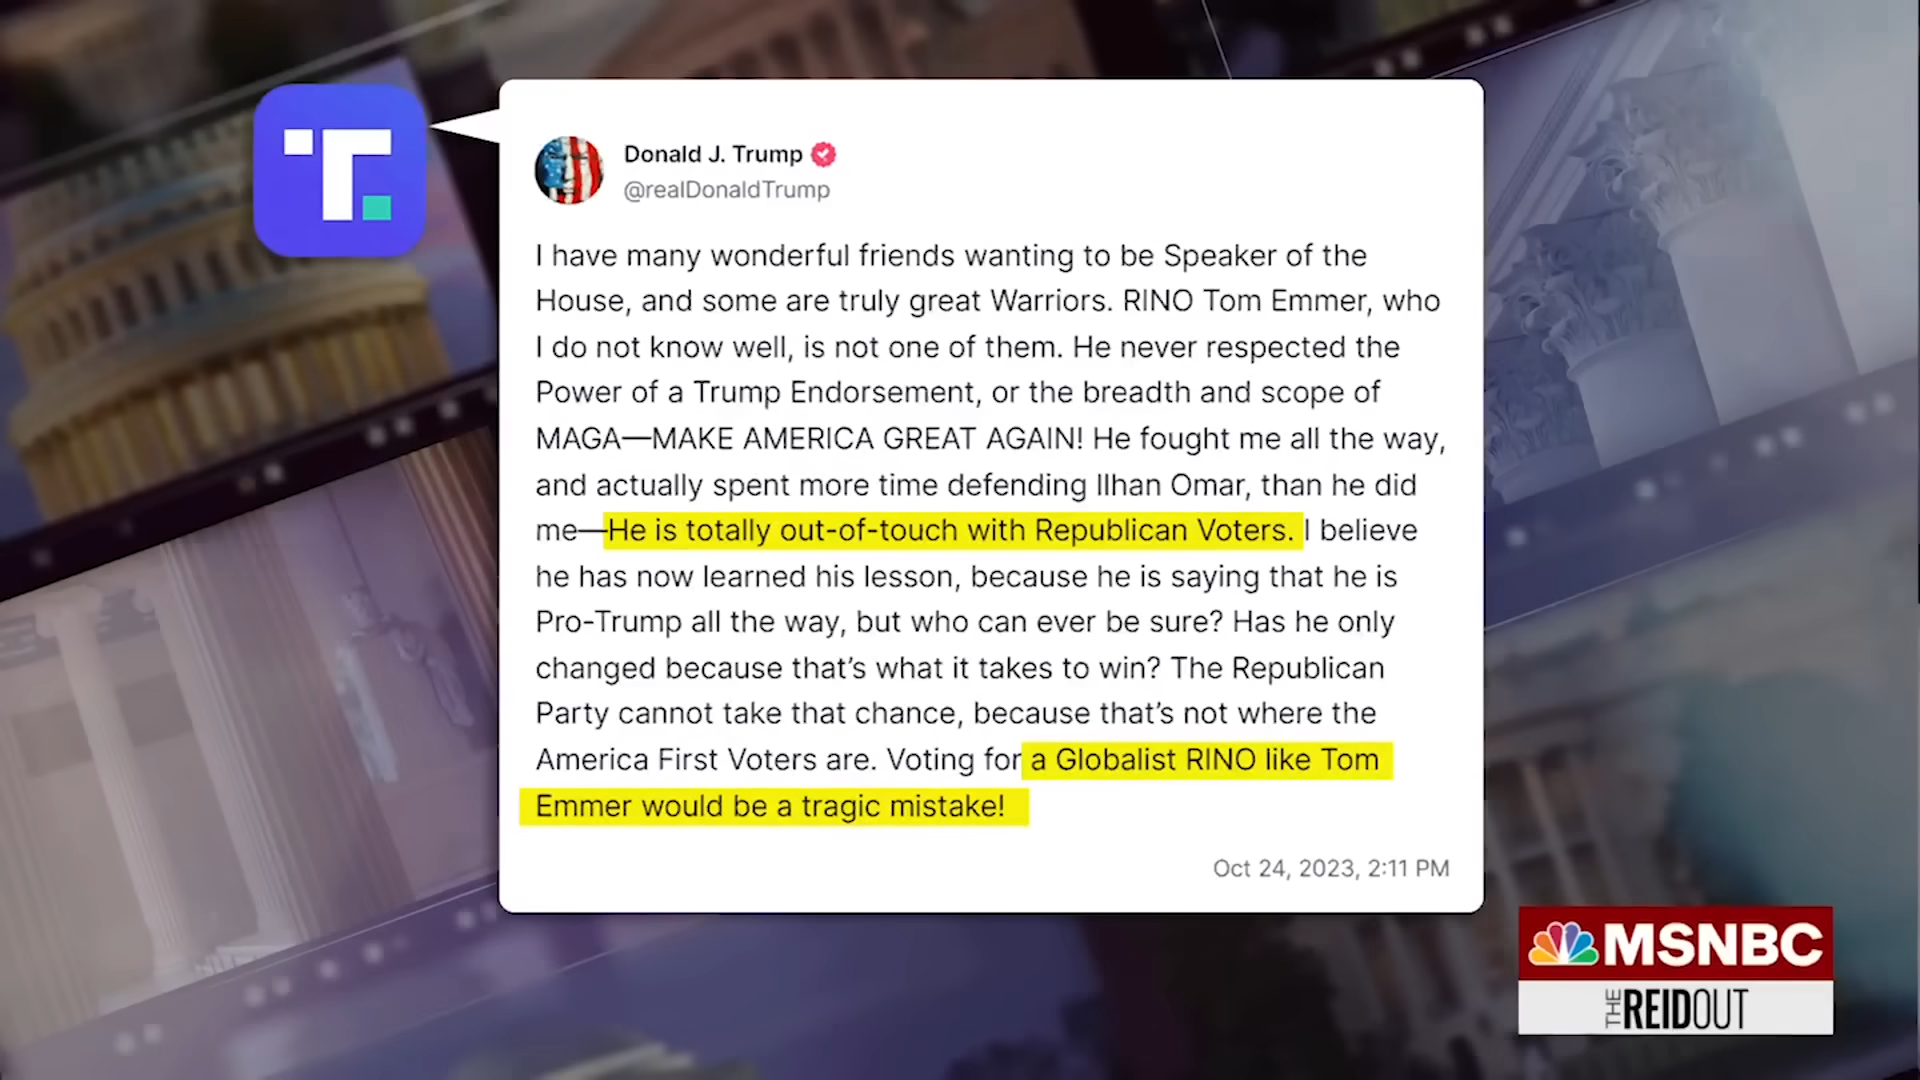 Donald J. Trump
@realDonaldTrump
I have many wonderful friends wanting to be Speaker of the
House, and some are truly great Warriors. RINO Tom Emmer, who
I do not know well, is not one of them. He never respected the
Power of a Trump Endorsement, or the breadth and scope of
MAGA—MAKE AMERICA GREAT AGAIN! He fought me all the way,
and actually spent more time defending Ilhan Omar, than he did
me—He is totally out-of-touch with Republican Voters. I believe
he has now learned his lesson, because he is saying that he is
Pro-Trump all the way, but who can ever be sure? Has he only
changed because that’s what it takes to win? The Republican
Party cannot take that chance, because that’s not where the
America First Voters are. Voting for a Globalist RINO like Tom
Emmer would be a tragic mistake!
Oct 24, 2023, 2:11 PM
MSNBC
THE REIDOUT